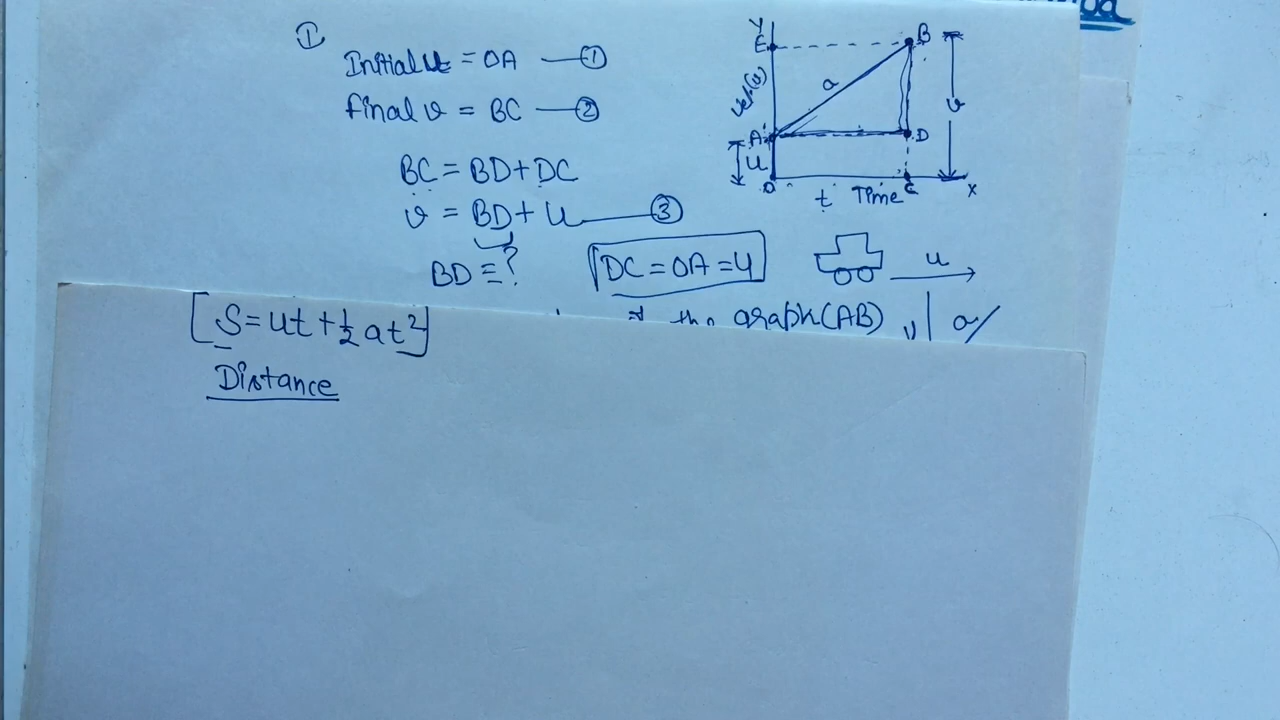 ①
Initial u = OA —①
final v = BC —②
BC = BD + DC
v = BD + u —③
BD = ?
DC = OA = u
Y
E
B
vel(v)
a
v
A
D
u
O
t Time
C
X
u
the graph(AB)
[S = ut + ½ at²]
Distance